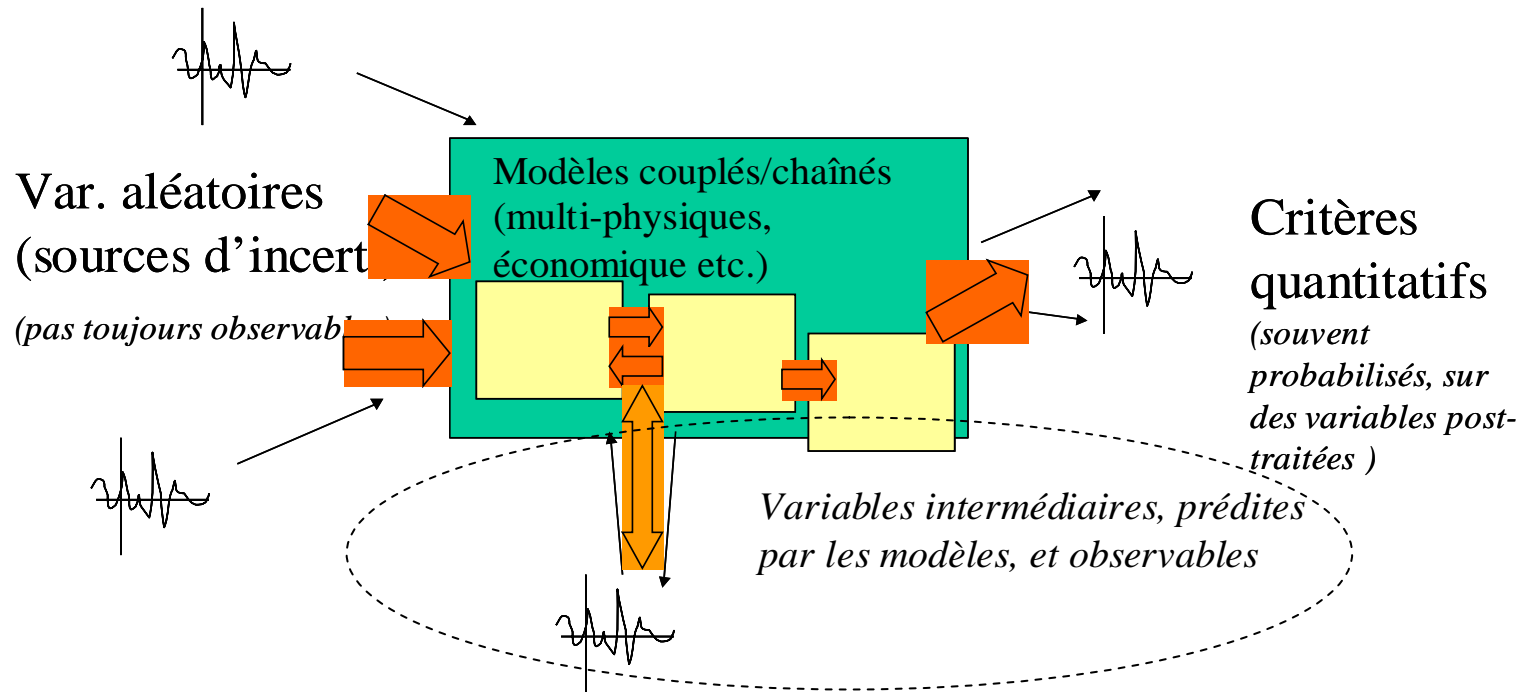 Var. aléatoires
(sources d’incert
(pas toujours observab
Modèles couplés/chaînés
(multi-physiques,
économique etc.)
Critères
quantitatifs
(souvent
probabilisés, sur
des variables post-
traitées )
Variables intermédiaires, prédites
par les modèles, et observables